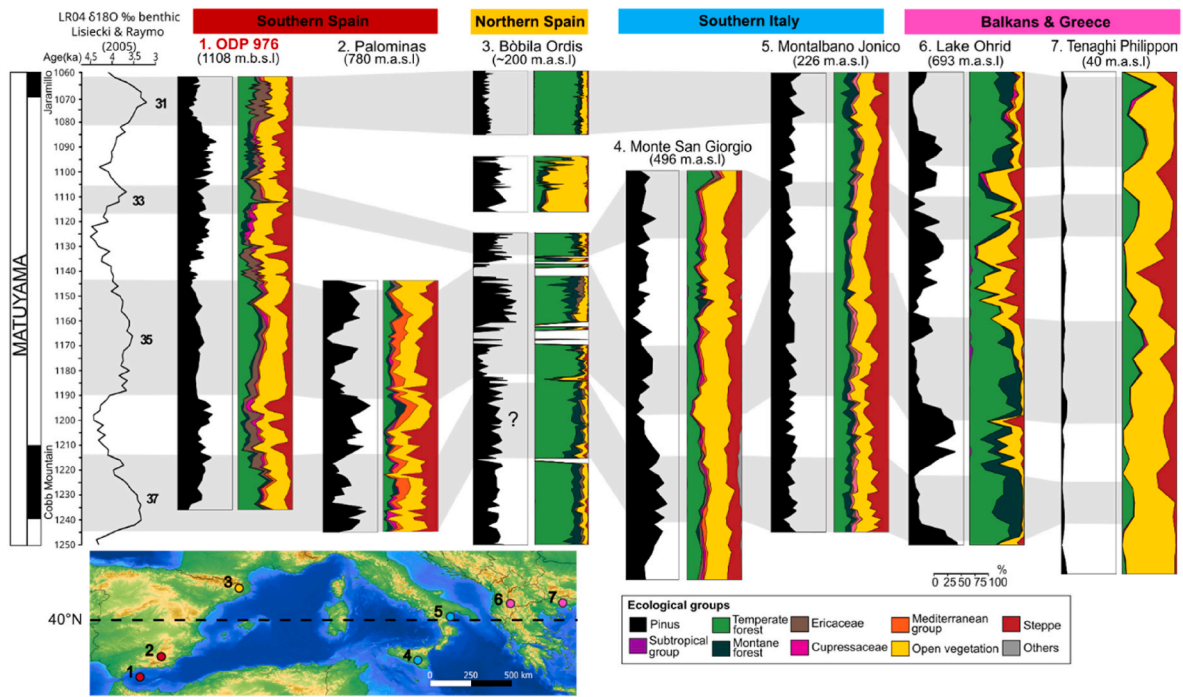 LR04 δ18O ‰ benthic
Lisiecki & Raymo
(2005)
Southern Spain
Northern Spain
Southern Italy
Balkans & Greece
1. ODP 976
(1108 m.b.s.l)
2. Palominas
(780 m.a.s.l)
3. Bòbila Ordis
(~200 m.a.s.l)
4. Monte San Giorgio
(496 m.a.s.l)
5. Montalbano Jonico
(226 m.a.s.l)
6. Lake Ohrid
(693 m.a.s.l)
7. Tenaghi Philippon
(40 m.a.s.l)
4,5 4 3,5 3
Age(ka)
1060
1070
1080
1090
1100
1110
1120
1130
1140
1150
1160
1170
1180
1190
1200
1210
1220
1230
1240
1250
Jaramillo
MATUYAMA
Cobb Mountain
31
33
35
37
?
%
0 25 50 75 100
3
40°N
2
1
4
5
6
7
0 250 500 km
Ecological groups
Pinus
Temperate forest
Ericaceae
Mediterranean group
Steppe
Subtropical group
Montane forest
Cupressaceae
Open vegetation
Others